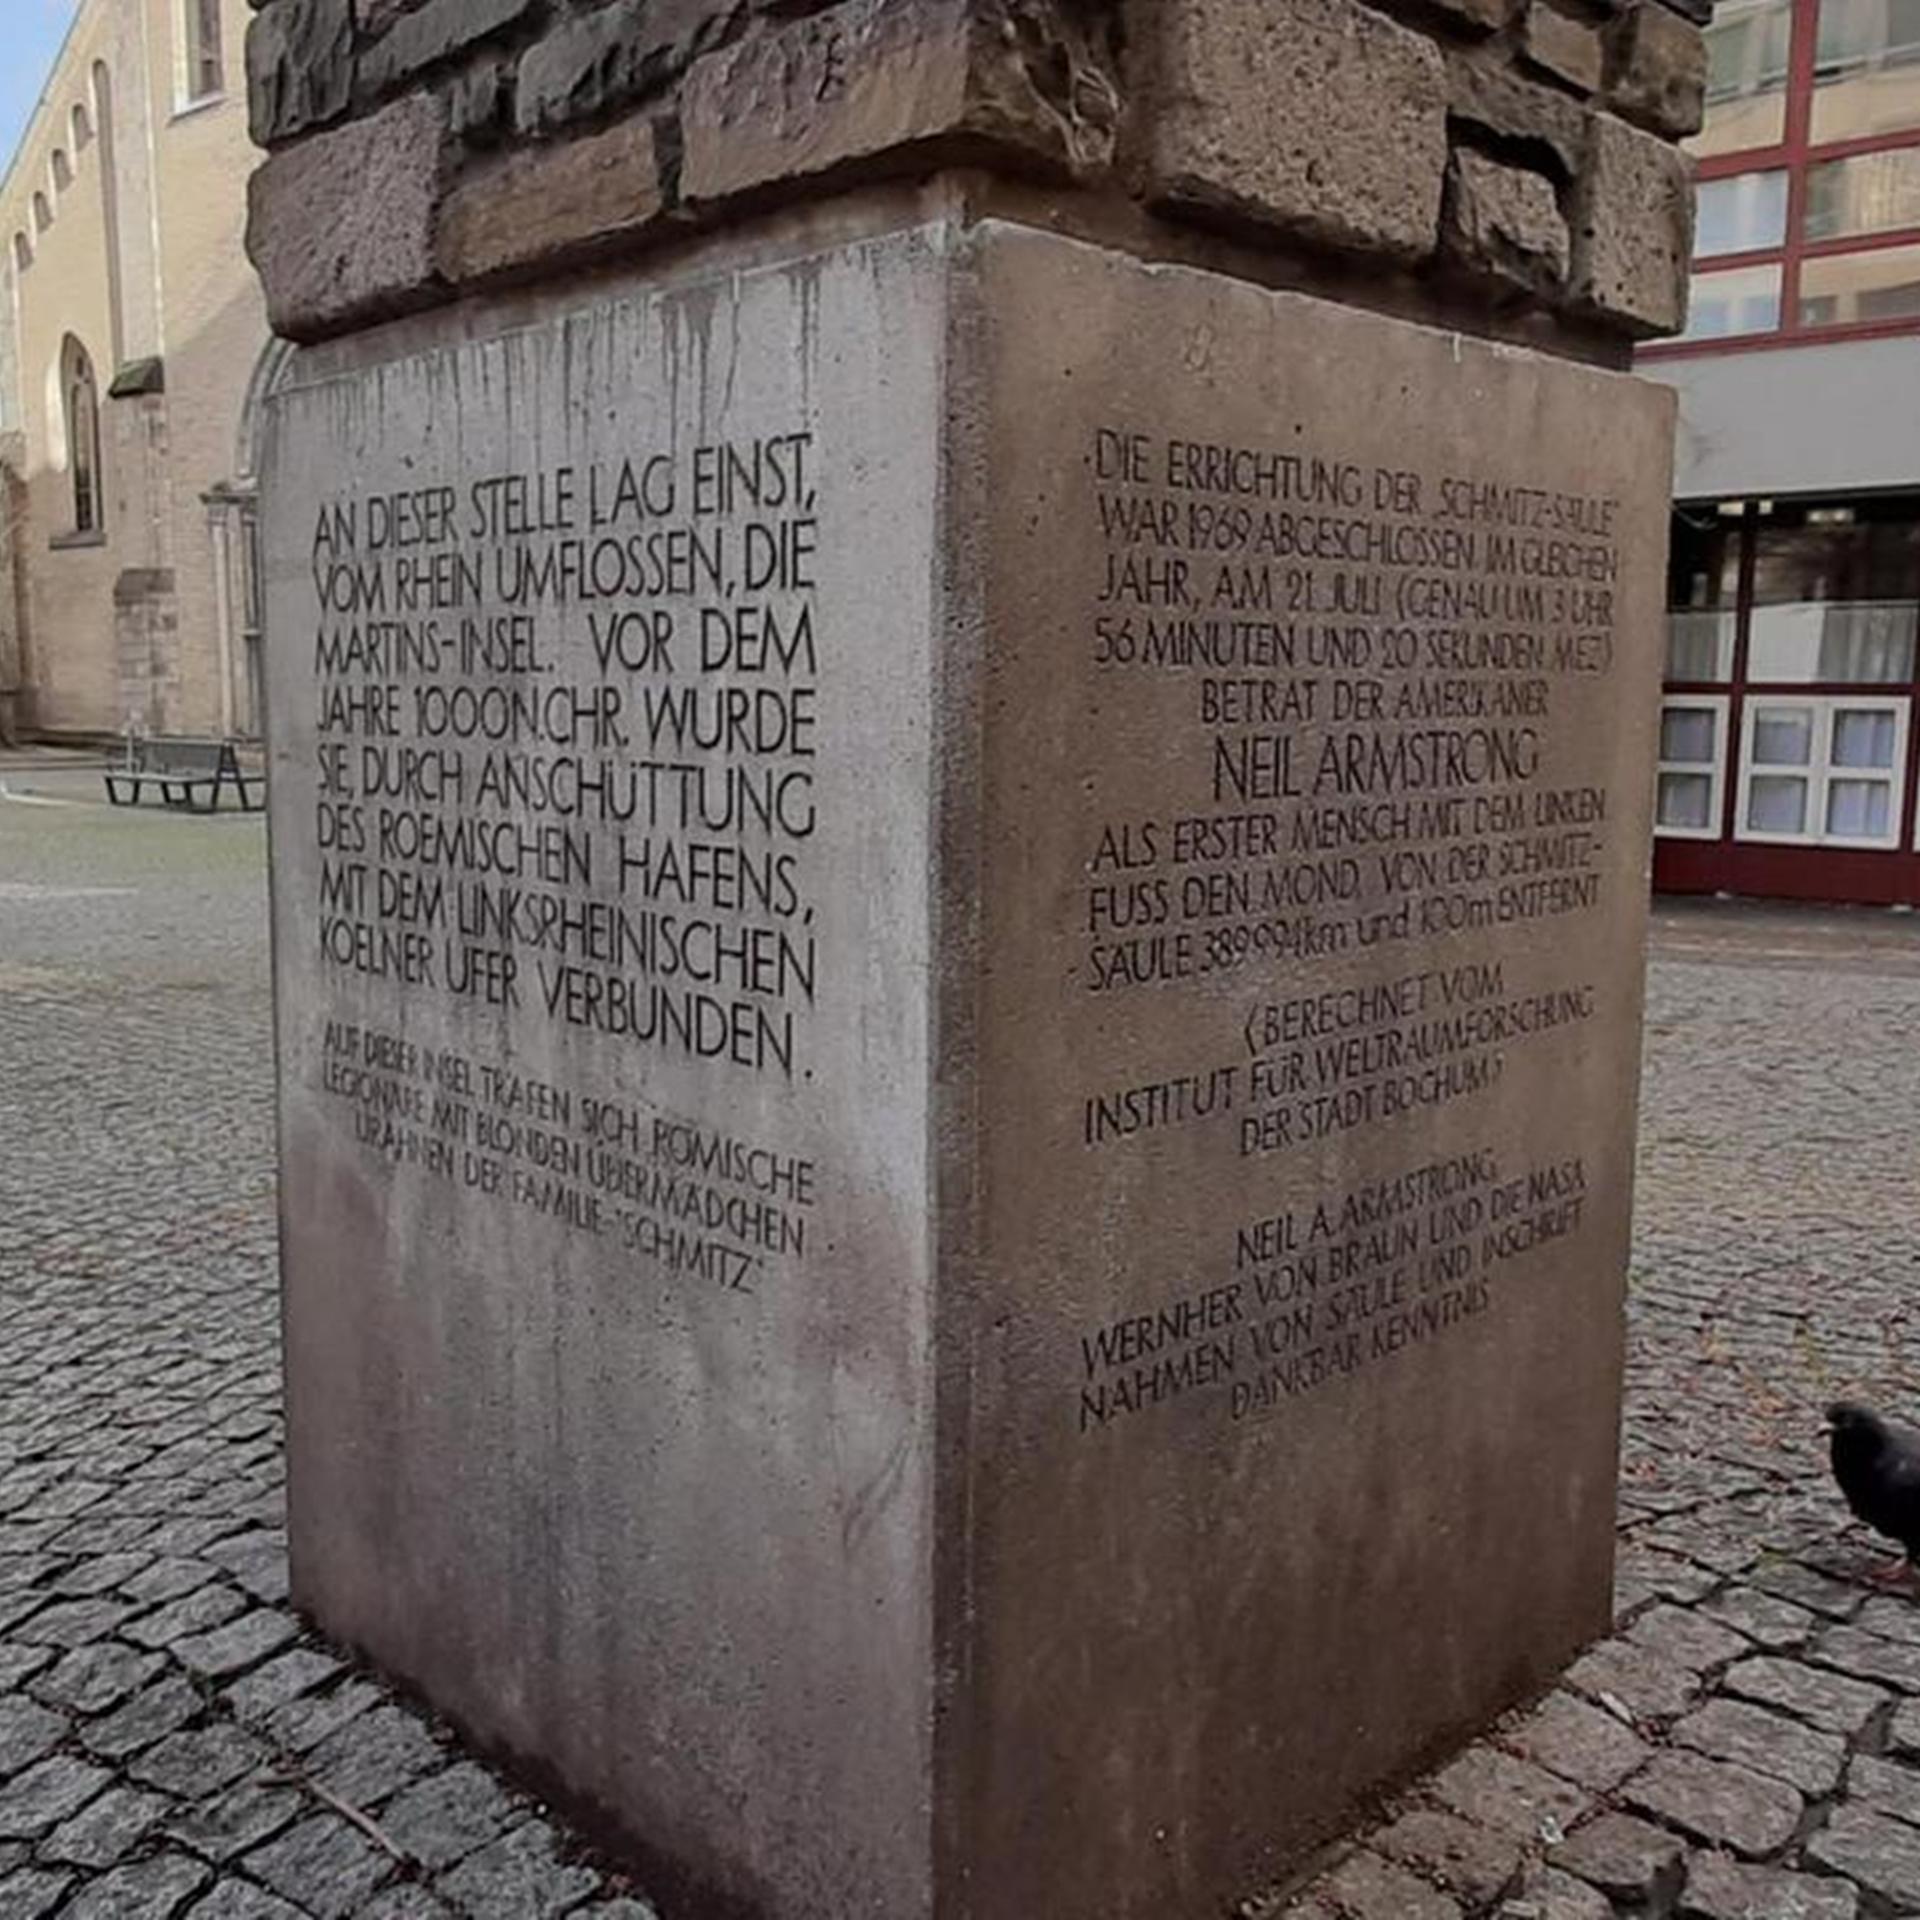 AN DIESER STELLE LAG EINST,
VOM RHEIN UMFLOSSEN, DIE
MARTINS-INSEL. VOR DEM
JAHRE 1000 N.CHR. WURDE
SIE, DURCH ANSCHÜTTUNG
DES ROEMISCHEN HAFENS,
MIT DEM LINKSRHEINISCHEN
KOELNER UFER VERBUNDEN.
AUF DIESER INSEL TRAFEN SICH RÖMISCHE
LEGIONÄRE MIT BLONDEN ÜBERMÄDCHEN
URAHNEN DER FAMILIE-"SCHMITZ"
DIE ERRICHTUNG DER "SCHMITZ-SÄULE"
WAR 1969 ABGESCHLOSSEN. IM GLEICHEN
JAHR, AM 21. JULI (GENAU UM 3 UHR
56 MINUTEN UND 20 SEKUNDEN MEZ)
BETRAT DER AMERIKANER
NEIL ARMSTRONG
ALS ERSTER MENSCH MIT DEM LINKEN
FUSS DEN MOND, VON DER SCHMITZ-
SÄULE 389994km und 100m ENTFERNT
(BERECHNET VOM
INSTITUT FÜR WELTRAUMFORSCHUNG
DER STADT BOCHUM)
NEIL A. ARMSTRONG,
WERNHER VON BRAUN UND DIE NASA
NAHMEN VON SÄULE UND INSCHRIFT
DANKBAR KENNTNIS